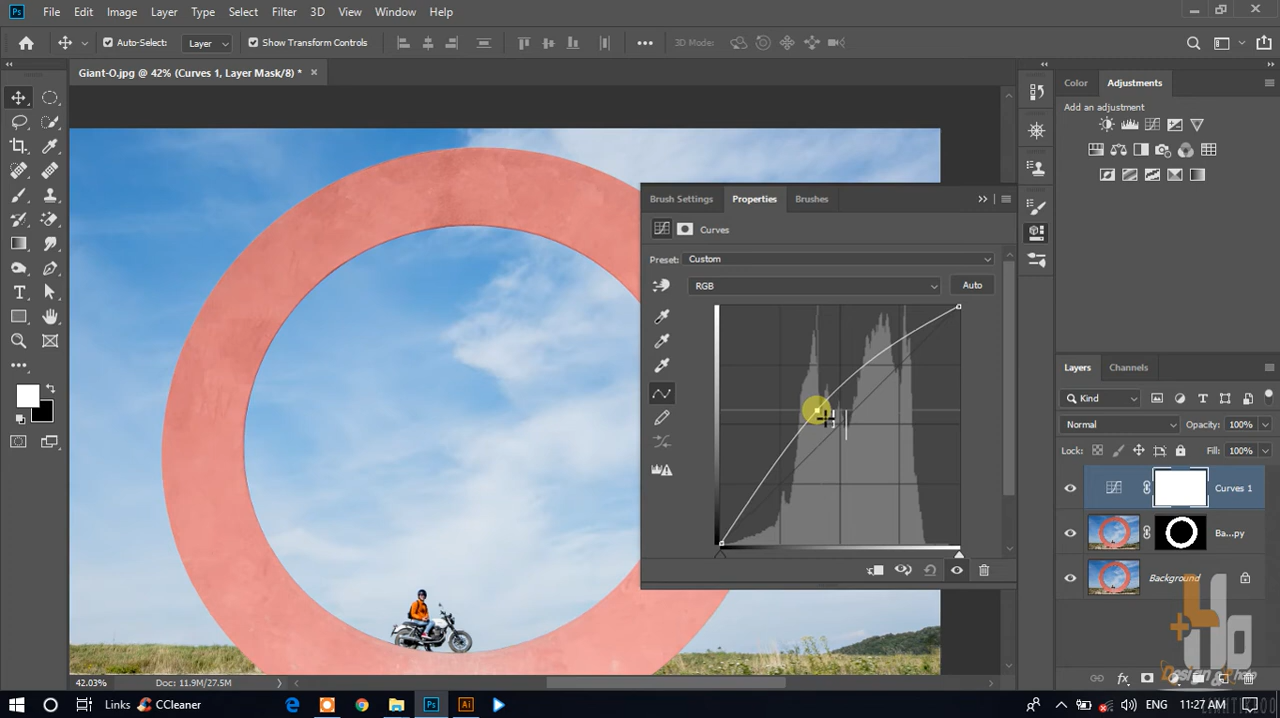 Ps File Edit Image Layer Type Select Filter 3D View Window Help
Auto-Select: Layer Show Transform Controls 3D Mode:
Giant-O.jpg @ 42% (Curves 1, Layer Mask/8) *
Color Adjustments
Add an adjustment
Brush Settings Properties Brushes
Curves
Preset: Custom
RGB Auto
Layers Channels
Kind
Normal Opacity: 100%
Lock: Fill: 100%
Curves 1
Ba...py
Background
42.03% Doc: 11.9M/27.5M
Links CCleaner Ps Ai ENG 11:27 AM